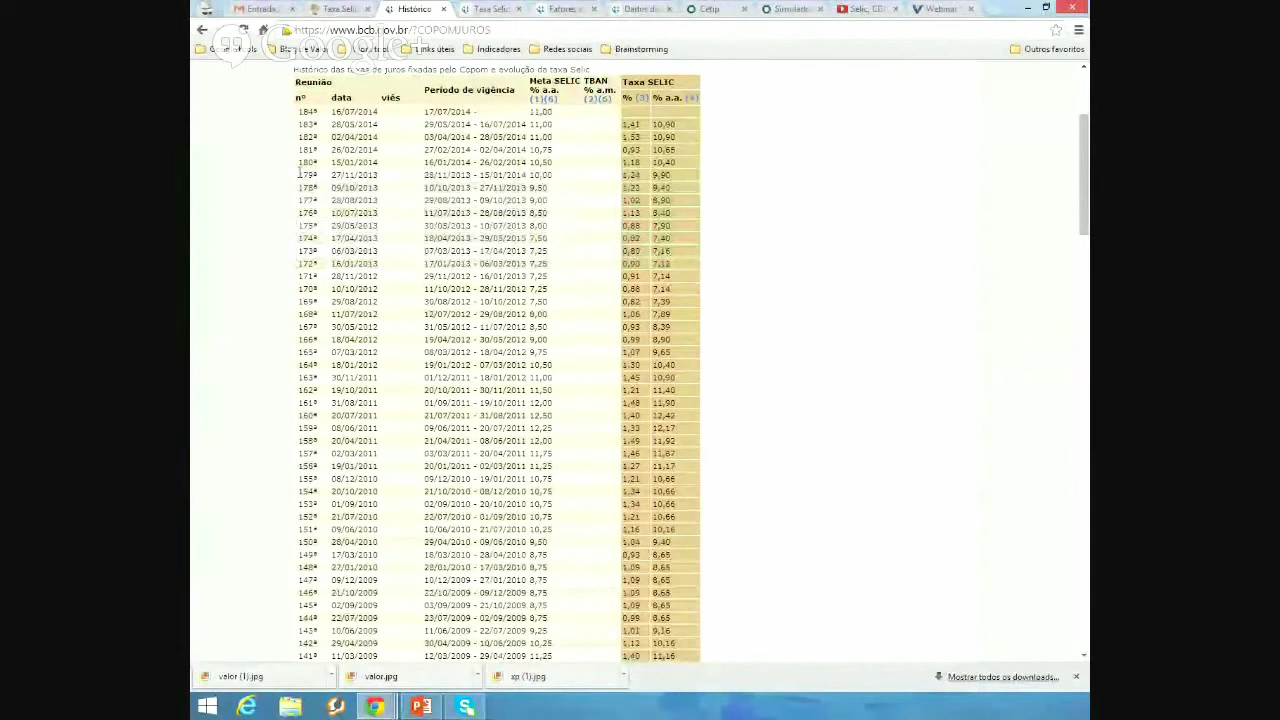 Entrada
Taxa Seli
Histórico
Taxa Selic
Fatores
Dados d
Cetip
Simulado
Selic, CDI
Webinar
https://www.bcb.gov.br/?COPOMJUROS
Google+
Links úteis
Indicadores
Redes sociais
Brainstorming
Outros favoritos
Histórico das taxas de juros fixadas pelo Copom e evolução da taxa Selic
Reunião Período de vigência Meta SELIC TBAN Taxa SELIC
% a.a. % a.m.
nº data viés (1)(6) (2)(6) % (3) % a.a. (4)
184ª 16/07/2014 17/07/2014 - 11,00
183ª 28/05/2014 29/05/2014 - 16/07/2014 11,00 1,41 10,90
182ª 02/04/2014 03/04/2014 - 28/05/2014 11,00 1,53 10,90
181ª 26/02/2014 27/02/2014 - 02/04/2014 10,75 0,93 10,65
180ª 15/01/2014 16/01/2014 - 26/02/2014 10,50 1,18 10,40
179ª 27/11/2013 28/11/2013 - 15/01/2014 10,00 1,24 9,90
178ª 09/10/2013 10/10/2013 - 27/11/2013 9,50 1,22 9,40
177ª 28/08/2013 29/08/2013 - 09/10/2013 9,00 1,02 8,90
176ª 10/07/2013 11/07/2013 - 28/08/2013 8,50 1,13 8,40
175ª 29/05/2013 30/05/2013 - 10/07/2013 8,00 0,88 7,90
174ª 17/04/2013 18/04/2013 - 29/05/2013 7,50 0,82 7,40
173ª 06/03/2013 07/03/2013 - 17/04/2013 7,25 0,80 7,16
172ª 16/01/2013 17/01/2013 - 06/03/2013 7,25 0,90 7,12
171ª 28/11/2012 29/11/2012 - 16/01/2013 7,25 0,91 7,14
170ª 10/10/2012 11/10/2012 - 28/11/2012 7,25 0,88 7,14
169ª 29/08/2012 30/08/2012 - 10/10/2012 7,50 0,82 7,39
168ª 11/07/2012 12/07/2012 - 29/08/2012 8,00 1,06 7,89
167ª 30/05/2012 31/05/2012 - 11/07/2012 8,50 0,93 8,39
166ª 18/04/2012 19/04/2012 - 30/05/2012 9,00 0,99 8,90
165ª 07/03/2012 08/03/2012 - 18/04/2012 9,75 1,07 9,65
164ª 18/01/2012 19/01/2012 - 07/03/2012 10,50 1,30 10,40
163ª 30/11/2011 01/12/2011 - 18/01/2012 11,00 1,45 10,90
162ª 19/10/2011 20/10/2011 - 30/11/2011 11,50 1,21 11,40
161ª 31/08/2011 01/09/2011 - 19/10/2011 12,00 1,48 11,90
160ª 20/07/2011 21/07/2011 - 31/08/2011 12,50 1,40 12,42
159ª 08/06/2011 09/06/2011 - 20/07/2011 12,25 1,33 12,17
158ª 20/04/2011 21/04/2011 - 08/06/2011 12,00 1,49 11,92
157ª 02/03/2011 03/03/2011 - 20/04/2011 11,75 1,46 11,67
156ª 19/01/2011 20/01/2011 - 02/03/2011 11,25 1,27 11,17
155ª 08/12/2010 09/12/2010 - 19/01/2011 10,75 1,21 10,66
154ª 20/10/2010 21/10/2010 - 08/12/2010 10,75 1,34 10,66
153ª 01/09/2010 02/09/2010 - 20/10/2010 10,75 1,34 10,66
152ª 21/07/2010 22/07/2010 - 01/09/2010 10,75 1,21 10,66
151ª 09/06/2010 10/06/2010 - 21/07/2010 10,25 1,16 10,16
150ª 28/04/2010 29/04/2010 - 09/06/2010 9,50 1,04 9,40
149ª 17/03/2010 18/03/2010 - 28/04/2010 8,75 0,93 8,65
148ª 27/01/2010 28/01/2010 - 17/03/2010 8,75 1,09 8,65
147ª 09/12/2009 10/12/2009 - 27/01/2010 8,75 1,09 8,65
146ª 21/10/2009 22/10/2009 - 09/12/2009 8,75 1,09 8,65
145ª 02/09/2009 03/09/2009 - 21/10/2009 8,75 1,09 8,65
144ª 22/07/2009 23/07/2009 - 02/09/2009 8,75 0,99 8,65
143ª 10/06/2009 11/06/2009 - 22/07/2009 9,25 1,01 9,16
142ª 29/04/2009 30/04/2009 - 10/06/2009 10,25 1,12 10,16
141ª 11/03/2009 12/03/2009 - 29/04/2009 11,25 1,40 11,16
valor (1).jpg
valor.jpg
xp (1).jpg
Mostrar todos os downloads...